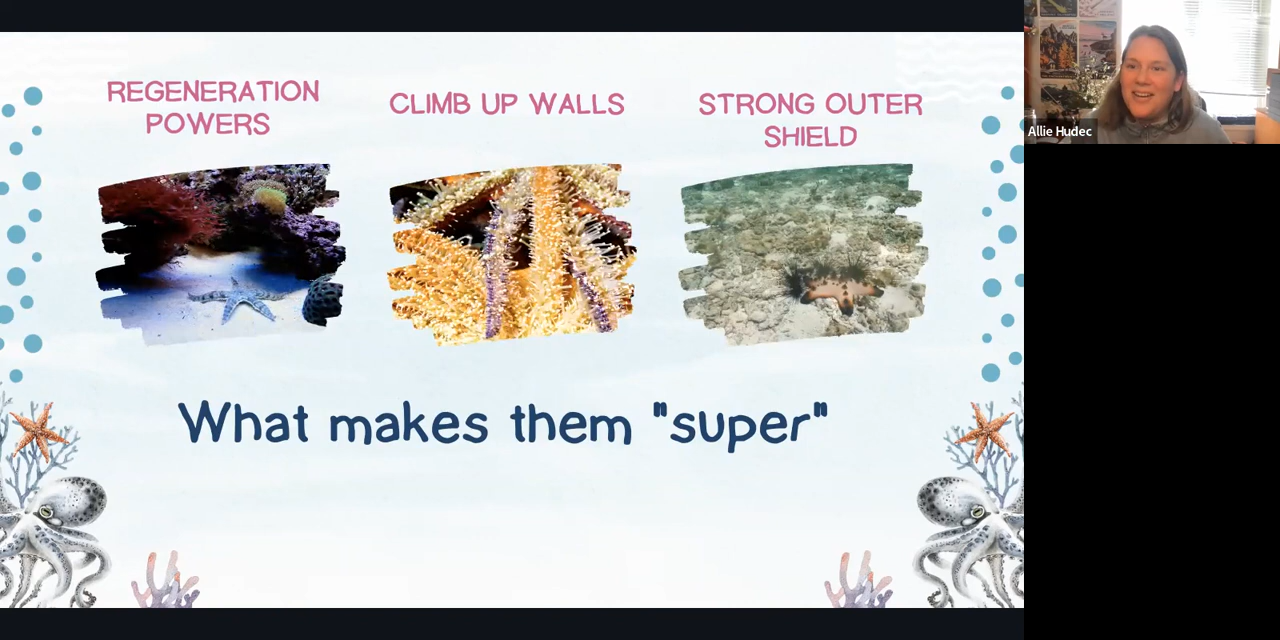 REGENERATION
POWERS
CLIMB UP WALLS
STRONG OUTER
SHIELD
What makes them "super"
Allie Hudec